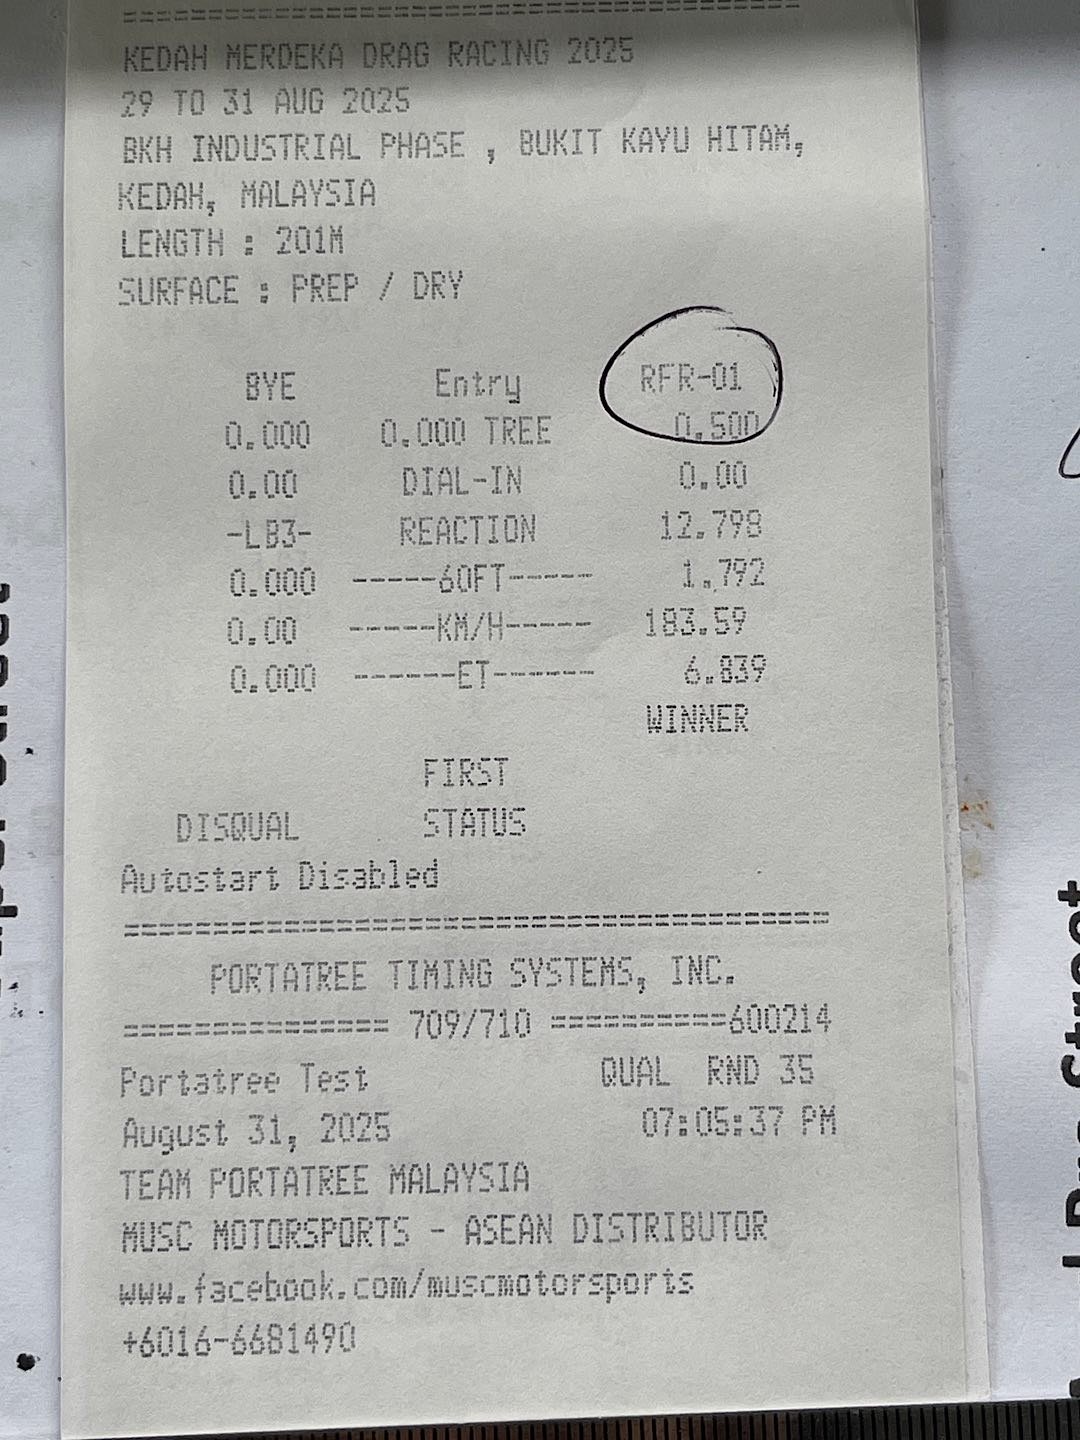 ==============================================
KEDAH MERDEKA DRAG RACING 2025
29 TO 31 AUG 2025
BKH INDUSTRIAL PHASE , BUKIT KAYU HITAM,
KEDAH, MALAYSIA
LENGTH : 201M
SURFACE : PREP / DRY
BYE Entry RFR-01
0.000 0.000 TREE 0.500
0.00 DIAL-IN 0.00
-LB3- REACTION 12.798
0.000 -----60FT----- 1.792
0.00 -----KM/H----- 183.59
0.000 ------ET------ 6.839
WINNER
FIRST
DISQUAL STATUS
Autostart Disabled
========================================
PORTATREE TIMING SYSTEMS, INC.
=============== 709/710 ==========600214
Portatree Test QUAL RND 35
August 31, 2025 07:05:37 PM
TEAM PORTATREE MALAYSIA
MUSC MOTORSPORTS - ASEAN DISTRIBUTOR
www.facebook.com/muscmotorsports
+6016-6681490